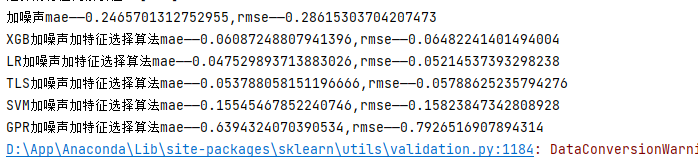 加噪声mae——0.2465701312752955,rmse——0.28615303704207473
XGB加噪声加特征选择算法mae——0.06087248807941396,rmse——0.06482241401494004
LR加噪声加特征选择算法mae——0.047529893713883026,rmse——0.05214537393298238
TLS加噪声加特征选择算法mae——0.053788058151196666,rmse——0.05788625235794276
SVM加噪声加特征选择算法mae——0.15545467852240746,rmse——0.15823847342808928
GPR加噪声加特征选择算法mae——0.6394324070390534,rmse——0.7926516907894314
D:\App\Anaconda\Lib\site-packages\sklearn\utils\validation.py:1184: DataConversionWarni